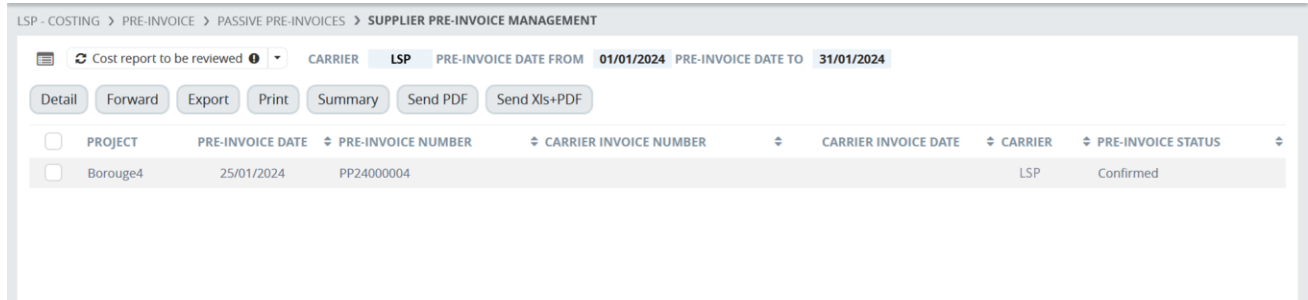 LSP - COSTING > PRE-INVOICE > PASSIVE PRE-INVOICES > SUPPLIER PRE-INVOICE MANAGEMENT
Cost report to be reviewed CARRIER LSP PRE-INVOICE DATE FROM 01/01/2024 PRE-INVOICE DATE TO 31/01/2024
Detail Forward Export Print Summary Send PDF Send Xls+PDF
PROJECT PRE-INVOICE DATE PRE-INVOICE NUMBER CARRIER INVOICE NUMBER CARRIER INVOICE DATE CARRIER PRE-INVOICE STATUS
Borouge4 25/01/2024 PP24000004 LSP Confirmed